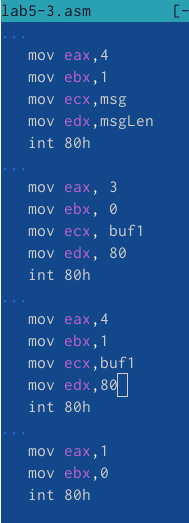 lab5-3.asm [-
...
mov eax,4
mov ebx,1
mov ecx,msg
mov edx,msgLen
int 80h
...
mov eax, 3
mov ebx, 0
mov ecx, buf1
mov edx, 80
int 80h
...
mov eax,4
mov ebx,1
mov ecx,buf1
mov edx,80
int 80h
...
mov eax,1
mov ebx,0
int 80h